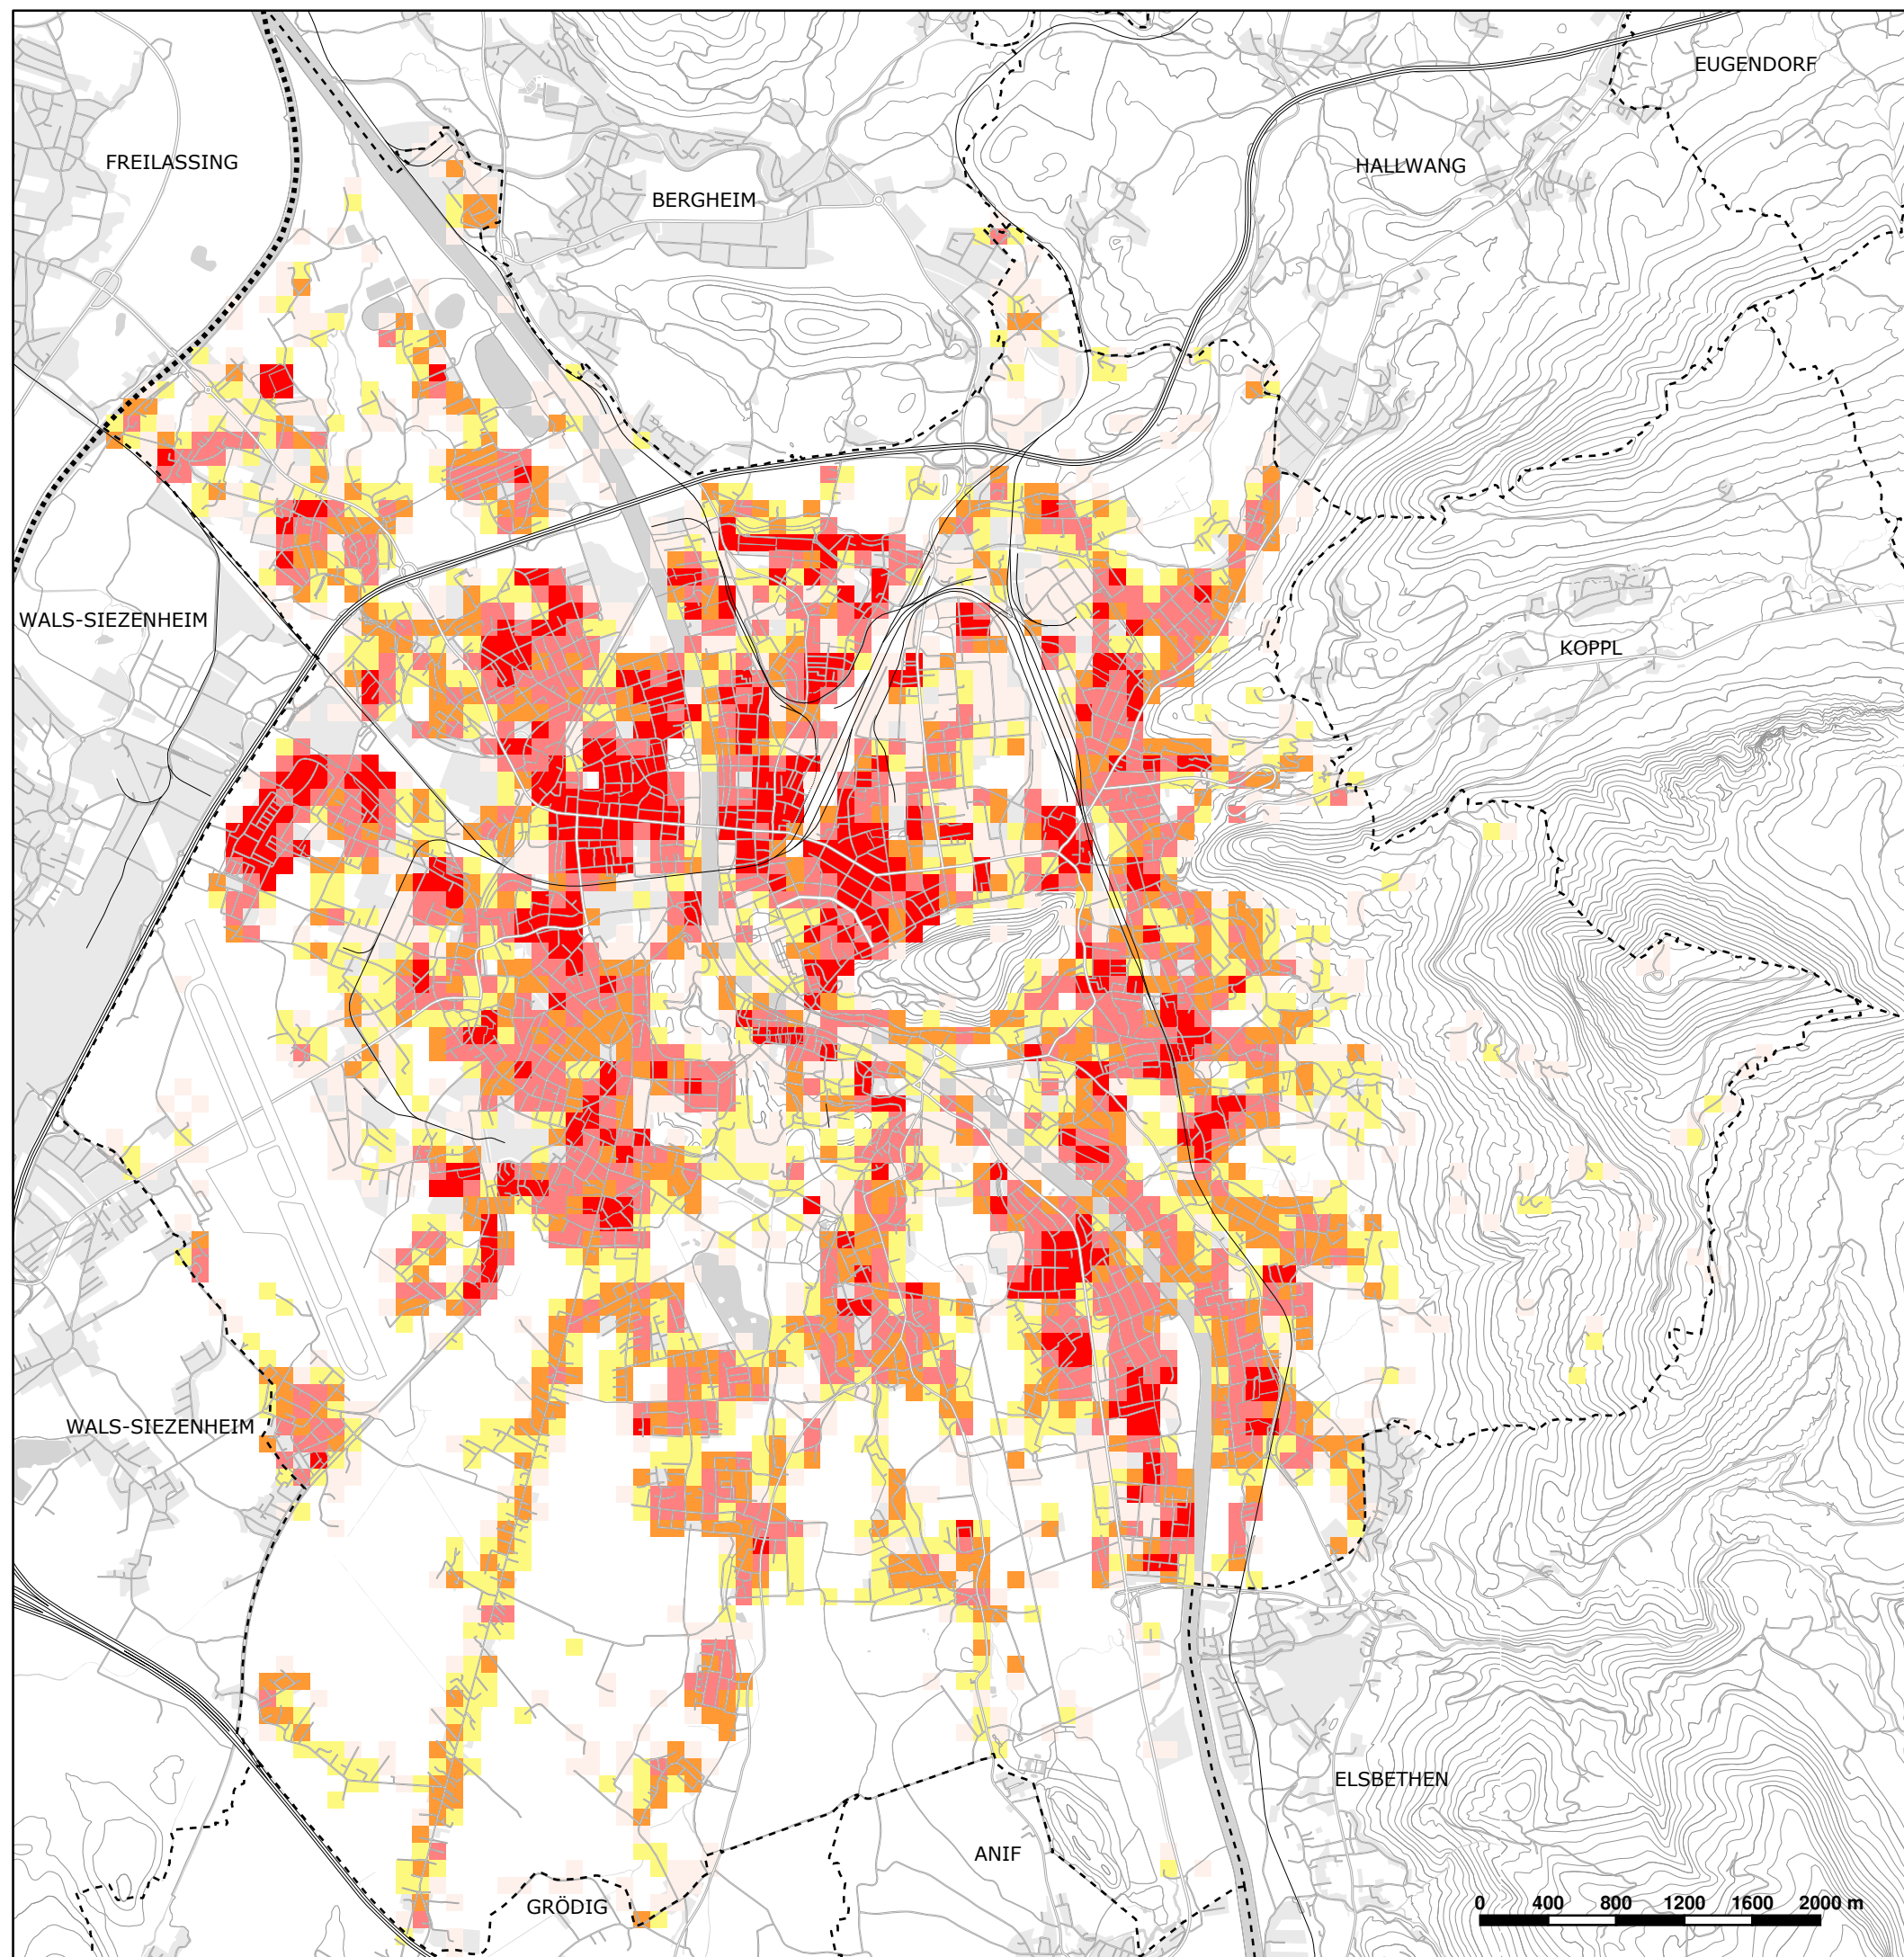 EUGENDORF
FREILASSING
HALLWANG
BERGHEIM
WALS-SIEZENHEIM
KOPPL
WALS-SIEZENHEIM
ELSBETHEN
ANIF
GRÖDIG
0 400 800 1200 1600 2000 m